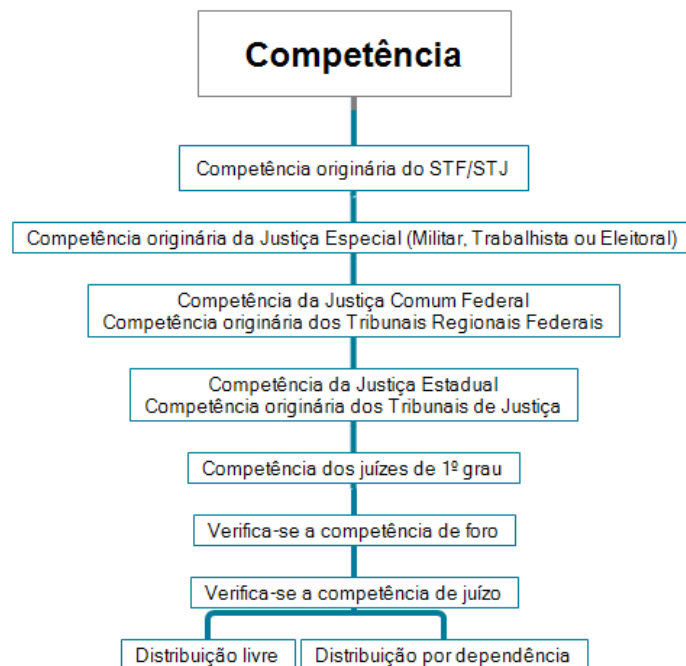 Competência
Competência originária do STF/STJ
Competência originária da Justiça Especial (Militar, Trabalhista ou Eleitoral)
Competência da Justiça Comum Federal
Competência originária dos Tribunais Regionais Federais
Competência da Justiça Estadual
Competência originária dos Tribunais de Justiça
Competência dos juízes de 1º grau
Verifica-se a competência de foro
Verifica-se a competência de juízo
Distribuição livre
Distribuição por dependência